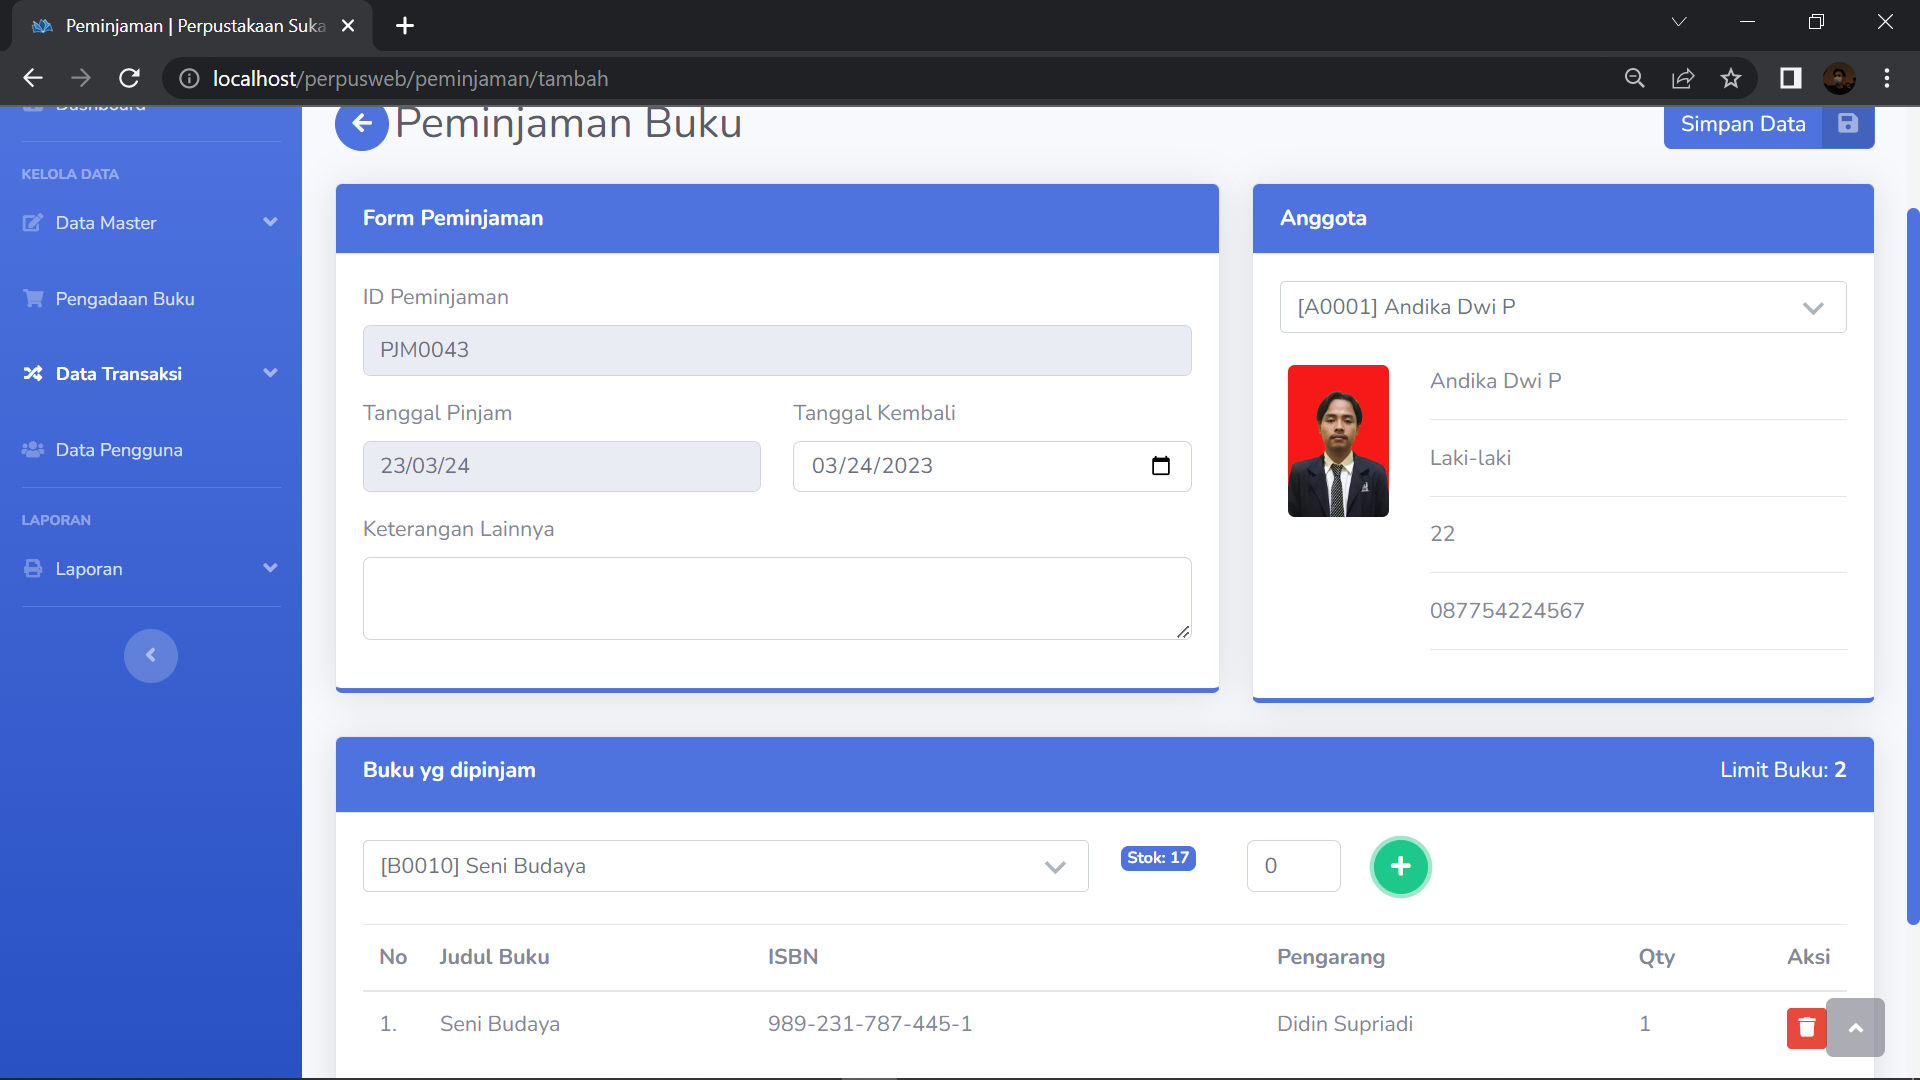 Peminjaman | Perpustakaan Suka
localhost/perpusweb/peminjaman/tambah
Dashboard
KELOLA DATA
Data Master
Pengadaan Buku
Data Transaksi
Data Pengguna
LAPORAN
Laporan
Peminjaman Buku
Simpan Data
Form Peminjaman
ID Peminjaman
PJM0043
Tanggal Pinjam
Tanggal Kembali
23/03/24
03/24/2023
Keterangan Lainnya
Anggota
[A0001] Andika Dwi P
Andika Dwi P
Laki-laki
22
087754224567
Buku yg dipinjam
Limit Buku: 2
[B0010] Seni Budaya
Stok: 17
0
No Judul Buku ISBN Pengarang Qty Aksi
1. Seni Budaya 989-231-787-445-1 Didin Supriadi 1